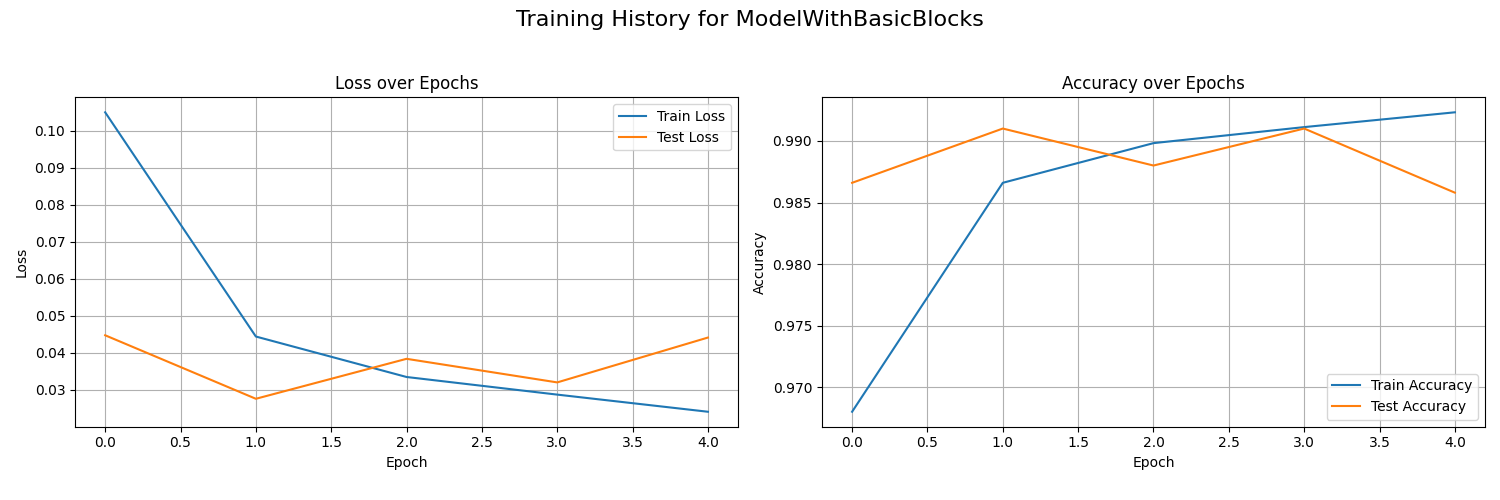 Training History for ModelWithBasicBlocks
Loss over Epochs
Train Loss
Test Loss
0.10
0.09
0.08
0.07
0.06
0.05
0.04
0.03
Loss
0.0 0.5 1.0 1.5 2.0 2.5 3.0 3.5 4.0
Epoch
Accuracy over Epochs
0.990
0.985
0.980
0.975
0.970
Accuracy
Train Accuracy
Test Accuracy
0.0 0.5 1.0 1.5 2.0 2.5 3.0 3.5 4.0
Epoch